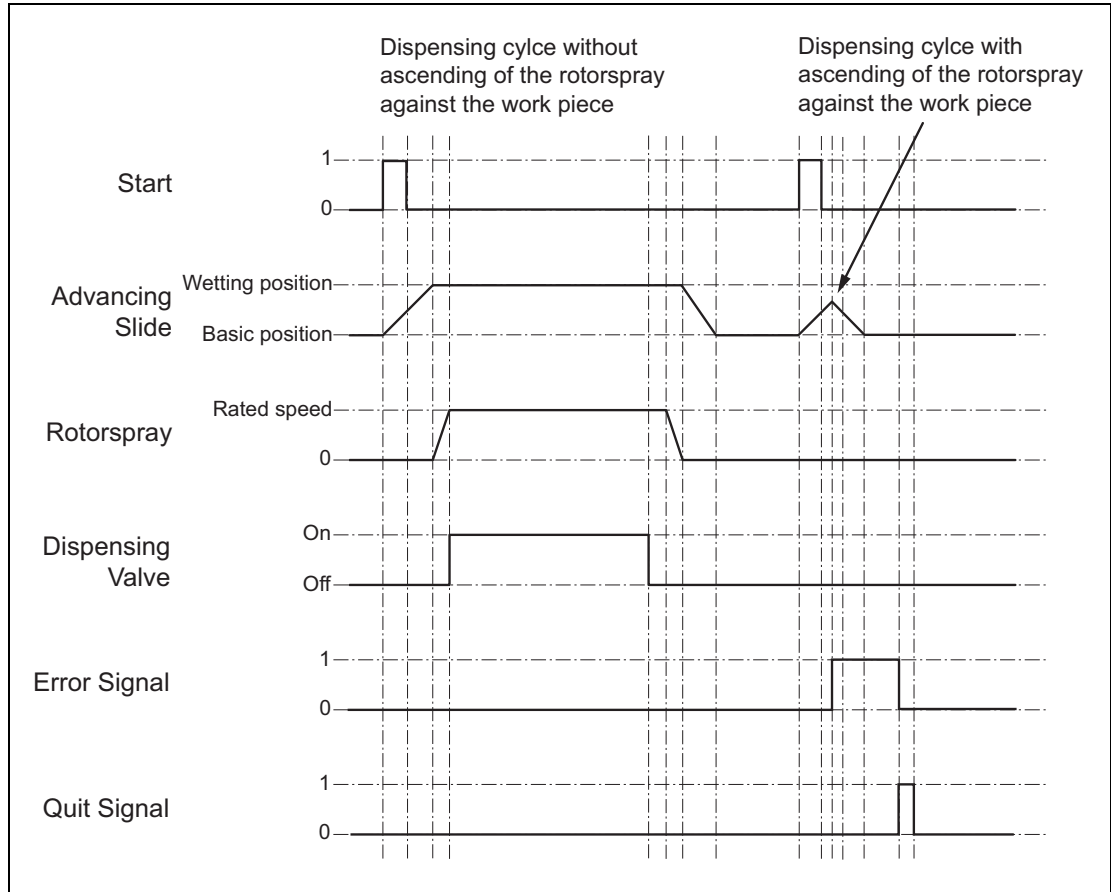 Dispensing cylce without
ascending of the rotorspray
against the work piece
Dispensing cylce with
ascending of the rotorspray
against the work piece
Start
1
0
Advancing
Slide
Wetting position
Basic position
Rotorspray
Rated speed
0
Dispensing
Valve
On
Off
Error Signal
1
0
Quit Signal
1
0